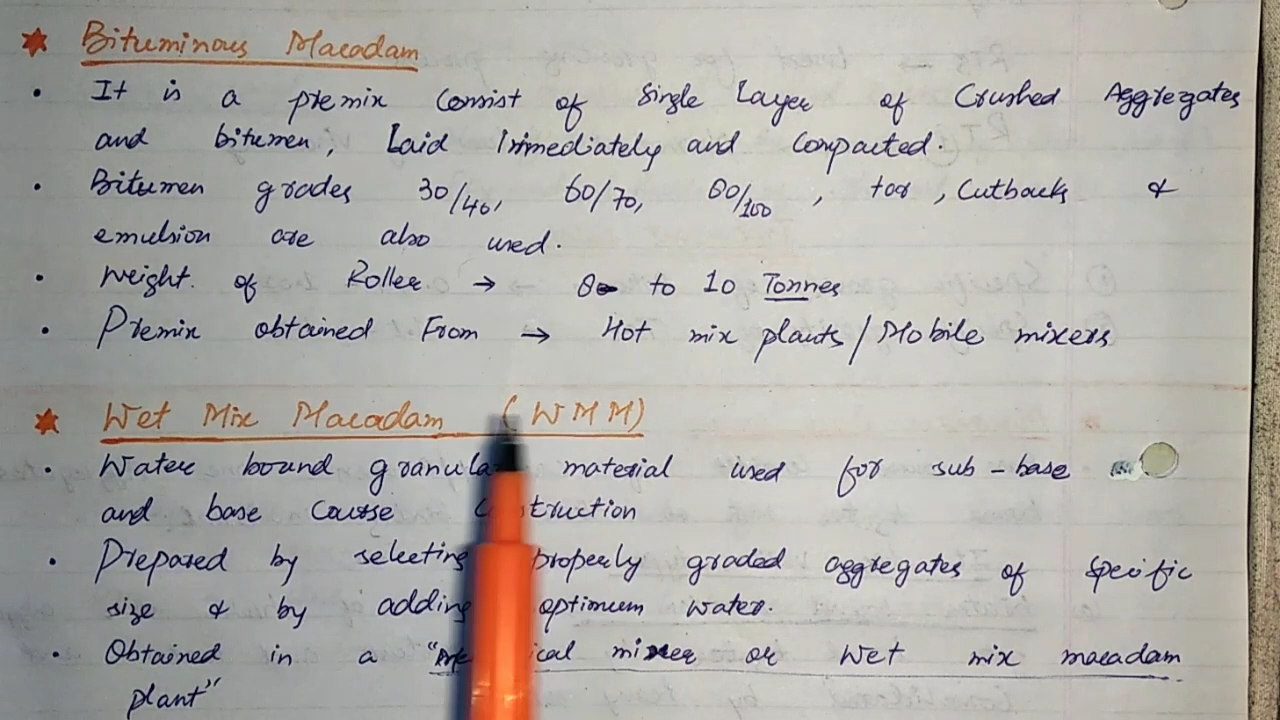 Bituminous Macadam
It is a premix consist of Single Layer of Crushed Aggregates
and bitumen, Laid Immediately and Compacted.
Bitumen grades 30/40, 60/70, 80/100, tar, Cutbacks &
emulsion are also used.
Weight of Roller → 8 to 10 Tonnes
Premix obtained From → Hot mix plants/Mobile mixers
Wet Mix Macadam (WMM)
Water bound granular material used for sub-base
and base Course
Prepared by selecting properly graded aggregates of Specific
size & by adding optimum water.
Obtained in a mixer or Wet mix macadam
plant"